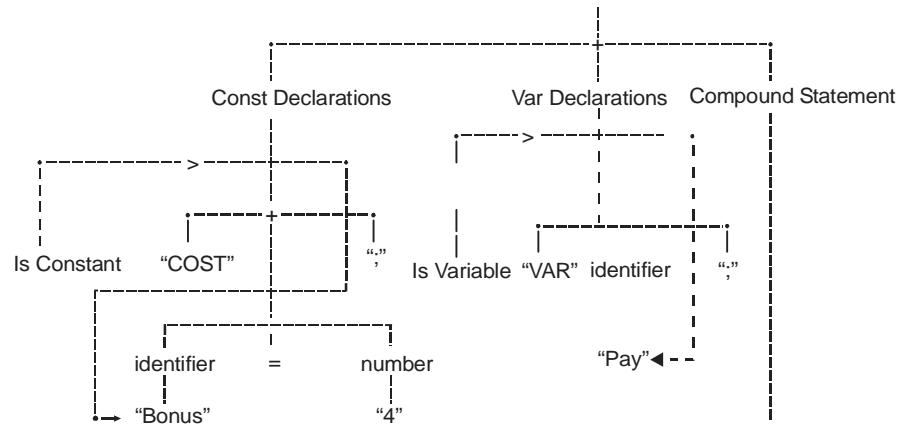 Const Declarations Var Declarations Compound Statement
>
>
Is Constant "COST" ";" Is Variable "VAR" identifier ";"
identifier = number
"Pay"
"Bonus" "4"